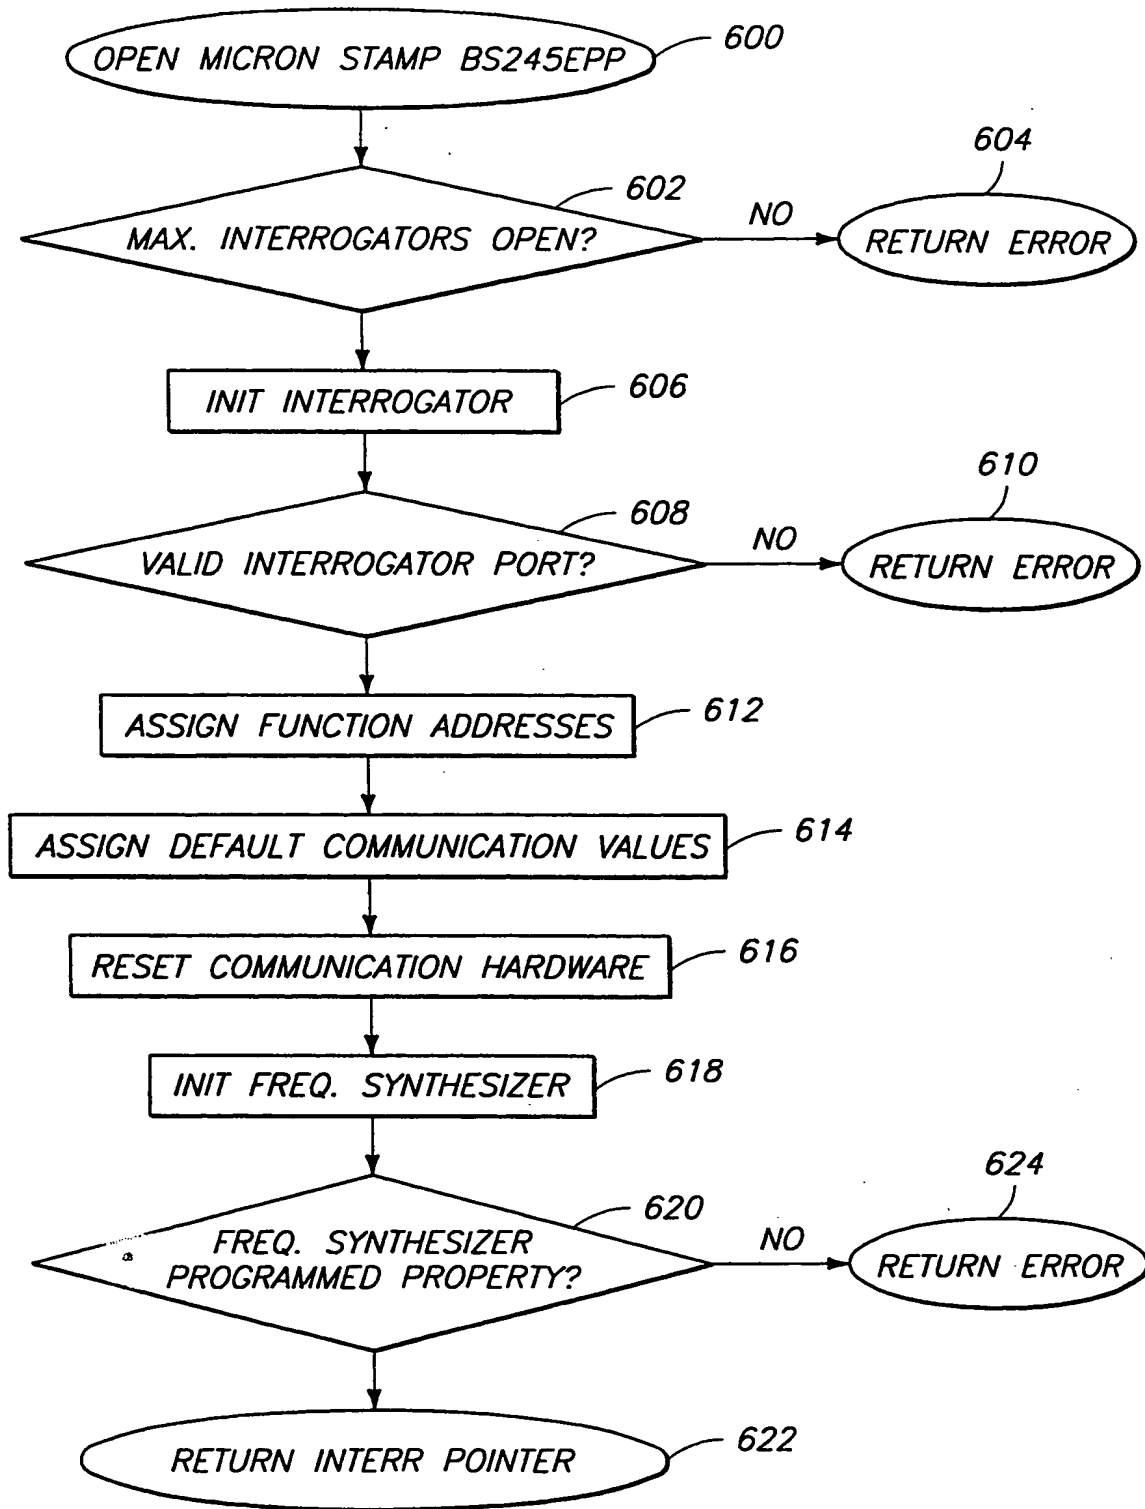 OPEN MICRON STAMP BS245EPP
600
604
602
MAX. INTERROGATORS OPEN?
NO
RETURN ERROR
INIT INTERROGATOR
606
610
608
VALID INTERROGATOR PORT?
NO
RETURN ERROR
ASSIGN FUNCTION ADDRESSES
612
ASSIGN DEFAULT COMMUNICATION VALUES
614
RESET COMMUNICATION HARDWARE
616
INIT FREQ. SYNTHESIZER
618
624
620
FREQ. SYNTHESIZER
PROGRAMMED PROPERTY?
NO
RETURN ERROR
RETURN INTERR POINTER
622